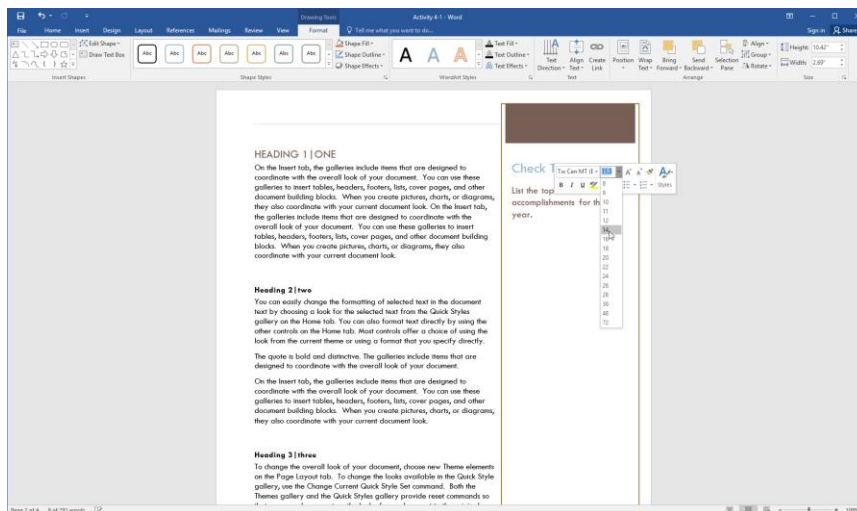 Drawing Tools
Activity 4-1 - Word
File Home Insert Design Layout References Mailings Review View Format Tell me what you want to do... Sign in Share
Edit Shape
Draw Text Box
Insert Shapes
Abc Abc Abc Abc Abc Abc Abc
Shape Fill
Shape Outline
Shape Effects
Shape Styles
A A A
Text Fill
Text Outline
Text Effects
WordArt Styles
Text Direction
Align Text
Create Link
Text
Position
Wrap Text
Bring Forward
Send Backward
Selection Pane
Align
Group
Rotate
Arrange
Height: 10.42"
Width: 2.69"
Size
HEADING 1|ONE
On the Insert tab, the galleries include items that are designed to
coordinate with the overall look of your document. You can use these
galleries to insert tables, headers, footers, lists, cover pages, and other
document building blocks. When you create pictures, charts, or diagrams,
they also coordinate with your current document look. On the Insert tab,
the galleries include items that are designed to coordinate with the
overall look of your document. You can use these galleries to insert
tables, headers, footers, lists, cover pages, and other document building
blocks. When you create pictures, charts, or diagrams, they also
coordinate with your current document look.
Heading 2|two
You can easily change the formatting of selected text in the document
text by choosing a look for the selected text from the Quick Styles
gallery on the Home tab. You can also format text directly by using the
other controls on the Home tab. Most controls offer a choice of using the
look from the current theme or using a format that you specify directly.
The quote is bold and distinctive. The galleries include items that are
designed to coordinate with the overall look of your document.
On the Insert tab, the galleries include items that are designed to
coordinate with the overall look of your document. You can use these
galleries to insert tables, headers, footers, lists, cover pages, and other
document building blocks. When you create pictures, charts, or diagrams,
they also coordinate with your current document look.
Heading 3|three
To change the overall look of your document, choose new Theme elements
on the Page Layout tab. To change the looks available in the Quick Style
gallery, use the Change Current Quick Style Set command. Both the
Themes gallery and the Quick Styles gallery provide reset commands so
Check
List the top
accomplishments for
year.
Tw Cen MT (E
B I U
Styles
8
9
10
11
12
14
16
18
20
22
24
26
28
36
48
72